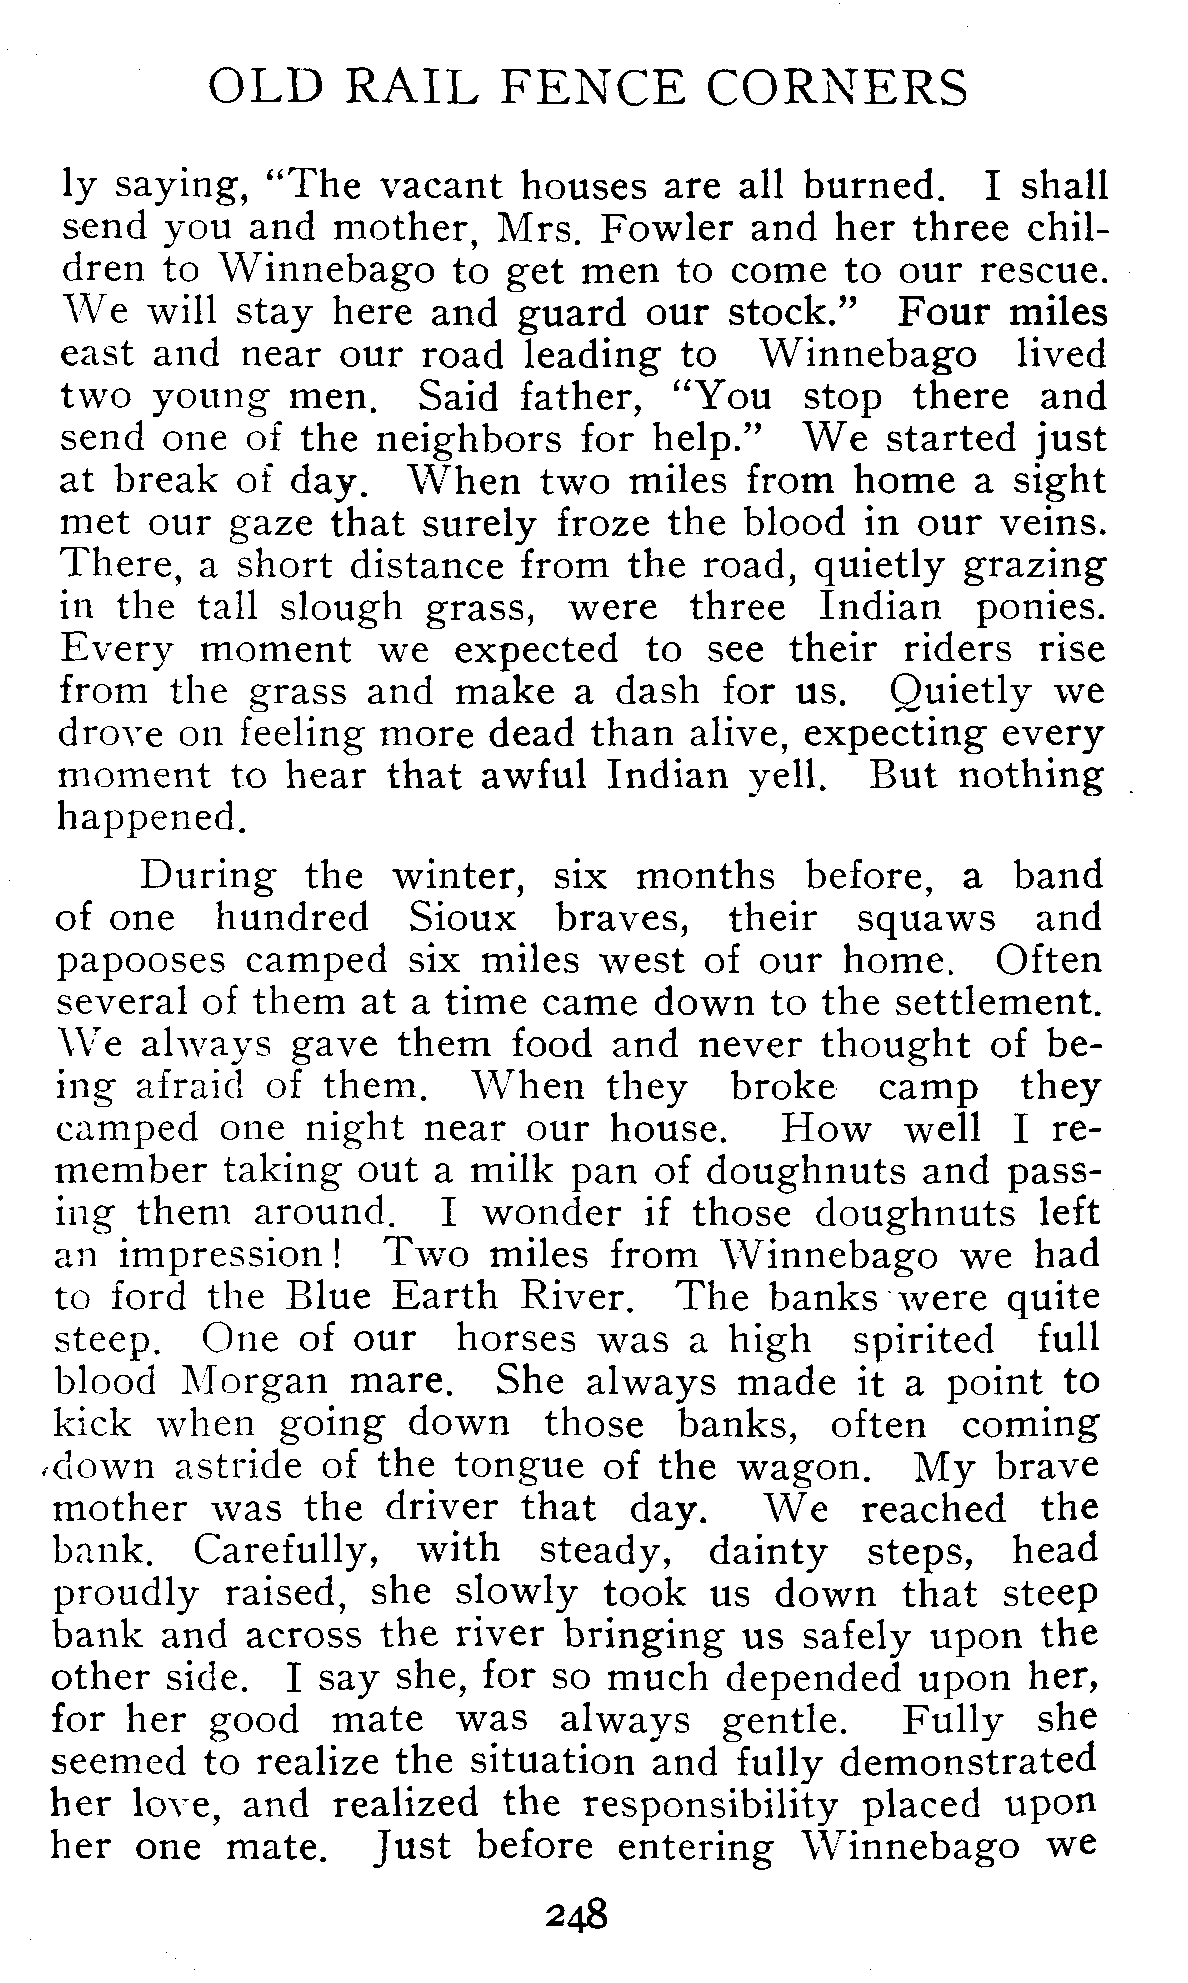 OLD RAIL FENCE CORNERS
ly saying, "The vacant houses are all burned. I shall
send you and mother, Mrs. Fowler and her three chil-
dren to Winnebago to get men to come to our rescue.
We will stay here and guard our stock." Four miles
east and near our road leading to Winnebago lived
two young men. Said father, "You stop there and
send one of the neighbors for help." We started just
at break of day. When two miles from home a sight
met our gaze that surely froze the blood in our veins.
There, a short distance from the road, quietly grazing
in the tall slough grass, were three Indian ponies.
Every moment we expected to see their riders rise
from the grass and make a dash for us. Quietly we
drove on feeling more dead than alive, expecting every
moment to hear that awful Indian yell. But nothing
happened.
During the winter, six months before, a band
of one hundred Sioux braves, their squaws and
papooses camped six miles west of our home. Often
several of them at a time came down to the settlement.
We always gave them food and never thought of be-
ing afraid of them. When they broke camp they
camped one night near our house. How well I re-
member taking out a milk pan of doughnuts and pass-
ing them around. I wonder if those doughnuts left
an impression! Two miles from Winnebago we had
to ford the Blue Earth River. The banks were quite
steep. One of our horses was a high spirited full
blood Morgan mare. She always made it a point to
kick when going down those banks, often coming
down astride of the tongue of the wagon. My brave
mother was the driver that day. We reached the
bank. Carefully, with steady, dainty steps, head
proudly raised, she slowly took us down that steep
bank and across the river bringing us safely upon the
other side. I say she, for so much depended upon her,
for her good mate was always gentle. Fully she
seemed to realize the situation and fully demonstrated
her love, and realized the responsibility placed upon
her one mate. Just before entering Winnebago we
248